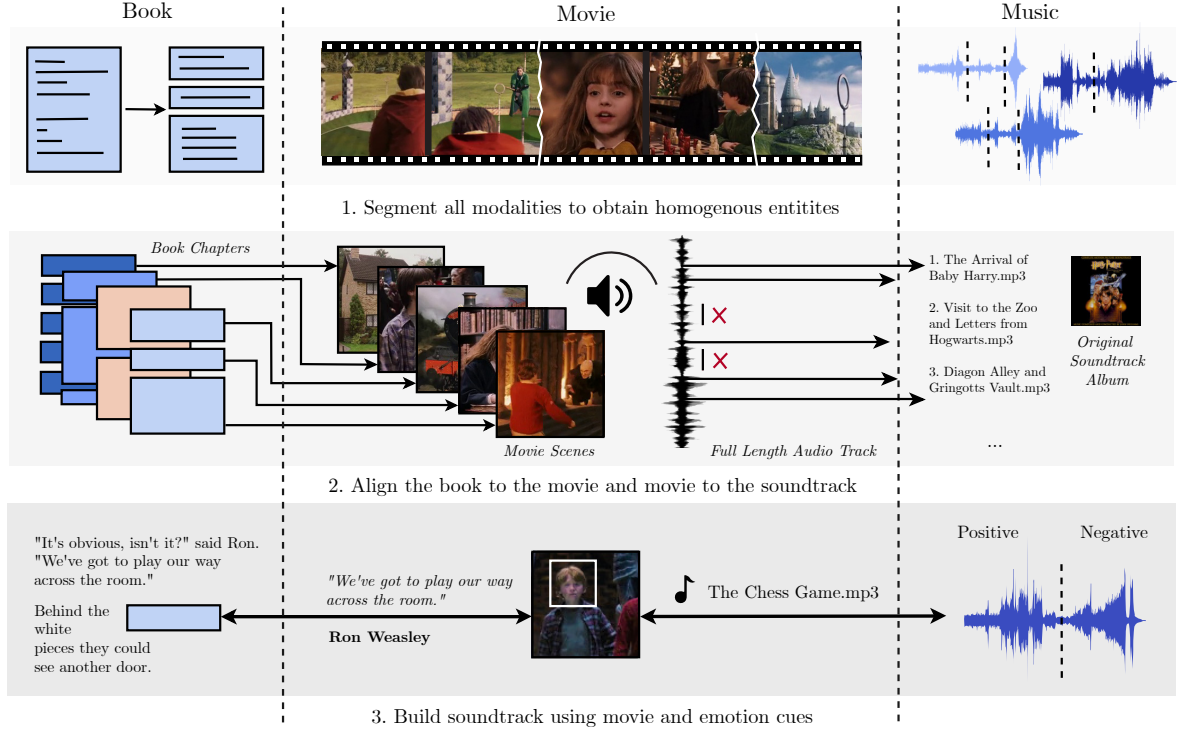 Book
Movie
Music
1. Segment all modalities to obtain homogenous entitites
Book Chapters
1. The Arrival of
Baby Harry.mp3
2. Visit to the Zoo
and Letters from
Hogwarts.mp3
3. Diagon Alley and
Gringotts Vault.mp3
...
Original
Soundtrack
Album
Movie Scenes
Full Length Audio Track
2. Align the book to the movie and movie to the soundtrack
"It's obvious, isn't it?" said Ron.
"We've got to play our way
across the room."
Behind the
white
pieces they could
see another door.
"We've got to play our way
across the room."
Ron Weasley
The Chess Game.mp3
Positive
Negative
3. Build soundtrack using movie and emotion cues